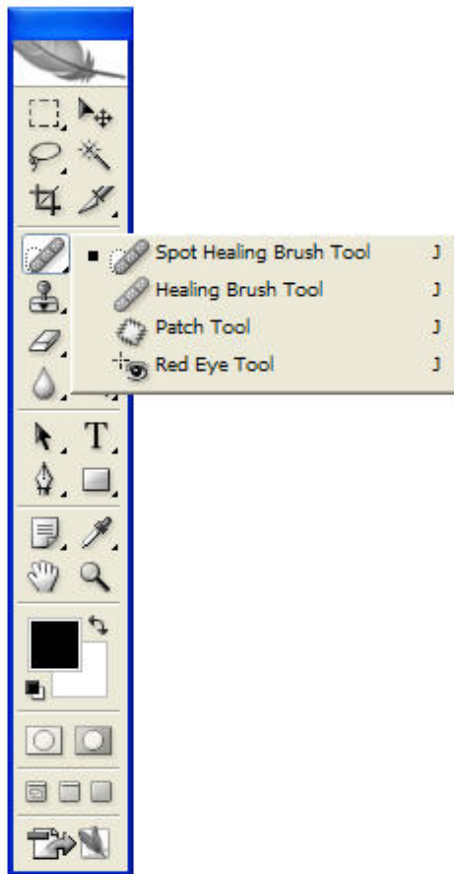 Spot Healing Brush Tool J
Healing Brush Tool J
Patch Tool J
Red Eye Tool J
T